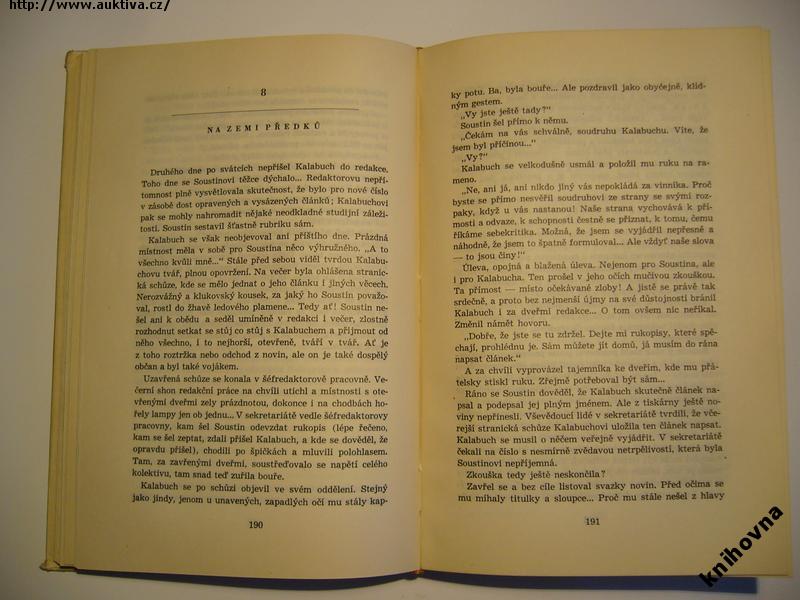 http://www.auktiva.cz/
8
NA ZEMI PŘEDKŮ
Druhého dne po svátcích nepřišel Kalabuch do redakce.
Toho dne se Soustinovi těžce dýchalo... Redaktorovu nepří-
tomnost plně vysvětlovala skutečnost, že bylo pro nové číslo
v zásobě dost opravených a vysázených článků; Kalabuchovi
pak se mohly nahromadit nějaké neodkladné studijní záleži-
tosti. Soustin sestavil šťastně rubriku sám.
Kalabuch se však neobjevoval ani příštího dne. Prázdná
místnost měla v sobě pro Soustina něco výhružného. „A to
všechno kvůli mně...“ Stále před sebou viděl tvrdou Kalabu-
chovu tvář, plnou opovržení. Na večer byla ohlášena stranic-
ká schůze, kde se mělo jednat o jeho článku i jiných věcech.
Nerozvážný a klukovský kousek, za jaký ho Soustin považo-
val, rostl do žhavě ledového plamene... Tedy ať! Soustin ne-
šel ani k obědu a seděl umíněně v redakci i večer, zlostně
rozhodnut setkat se stůj co stůj s Kalabuchem a přijmout od
něho všechno, i to nejhorší, otevřeně, tváří v tvář. Ať je
z toho roztržka nebo odchod z novin, ale on je také dospělý
občan a byl také vojákem.
Uzavřená schůze se konala v šéfredaktorově pracovně. Ve-
černí shon redakční práce na chvíli utichl a místnosti s ote-
vřenými dveřmi zely prázdnotou, dokonce i na chodbách ho-
řely lampy jen ob jednu... V sekretariátě vedle šéfredaktorovy
pracovny, kam šel Soustin odevzdat rukopis (lépe řečeno,
kam se šel zeptat, zdali přišel Kalabuch, a kde se dověděl, že
opravdu přišel), chodili po špičkách a mluvili polohlasem.
Tam, za zavřenými dveřmi, soustřeďovalo se napětí celého
kolektivu, tam snad teď zuřila bouře.
Kalabuch se po schůzi objevil ve svém oddělení. Stejný
jako jindy, jenom u unavených, zapadlých očí mu stály kap-
190
ky potu. Ba, byla bouře... Ale pozdravil jako obyčejně, klid-
ným gestem.
„Vy jste ještě tady?“
Soustin šel přímo k němu.
„Čekám na vás schválně, soudruhu Kalabuchu. Víte, že
jsem byl příčinou...“
„Vy?“
Kalabuch se velkodušně usmál a položil mu ruku na ra-
meno.
„Ne, ani já, ani nikdo jiný vás nepokládá za viníka. Proč
byste se přímo nesvěřil soudruhovi ze strany se svými roz-
paky, když u vás nastanou! Naše strana vychovává k pří-
mosti a odvaze, k schopnosti čestně se přiznat, k tomu, čemu
říkáme sebekritika. Možná, že jsem se vyjádřil nepřesně a
náhodně, že jsem to špatně formuloval... Ale vždyť naše slova
— to jsou činy!“
Úleva, opojná a blažená úleva. Nejenom pro Soustina, ale
i pro Kalabucha. Ten prošel v jeho očích mučivou zkouškou.
Ta přímost — místo očekávané zloby! A jistě se právě tak
srdečně, a proto bez nejmenší újmy na své důstojnosti bránil
Kalabuch i za dveřmi redakce... O tom ovšem nic neříkal.
Změnil námět hovoru.
„Dobře, že jste se tu zdržel. Dejte mi rukopisy, které spě-
chají, prohlédnu je. Sám můžete jít domů, já musím do rána
napsat článek.“
A za chvíli vyprovázel tajemníka ke dveřím, kde mu přá-
telsky stiskl ruku. Zřejmě potřeboval být sám...
Ráno se Soustin dověděl, že Kalabuch skutečně článek na-
psal a podepsal jej plným jménem. Ale z tiskárny ještě no-
viny nepřišly. Vševědoucí lidé v sekretariátě tvrdili, že vče-
rejší stranická schůze Kalabuchovi uložila ten článek napsat.
Kalabuch se musil o něčem veřejně vyjádřit. V sekretariátě
čekali na číslo s nesmírně zvědavou netrpělivostí, která byla
Soustinovi nepříjemná.
Zkouška tedy ještě neskončila?
Zavřel se a bez cíle listoval svazky novin. Před očima se
mu míhaly titulky a sloupce... Proč mu stále nešel z hlavy
191
knihovna